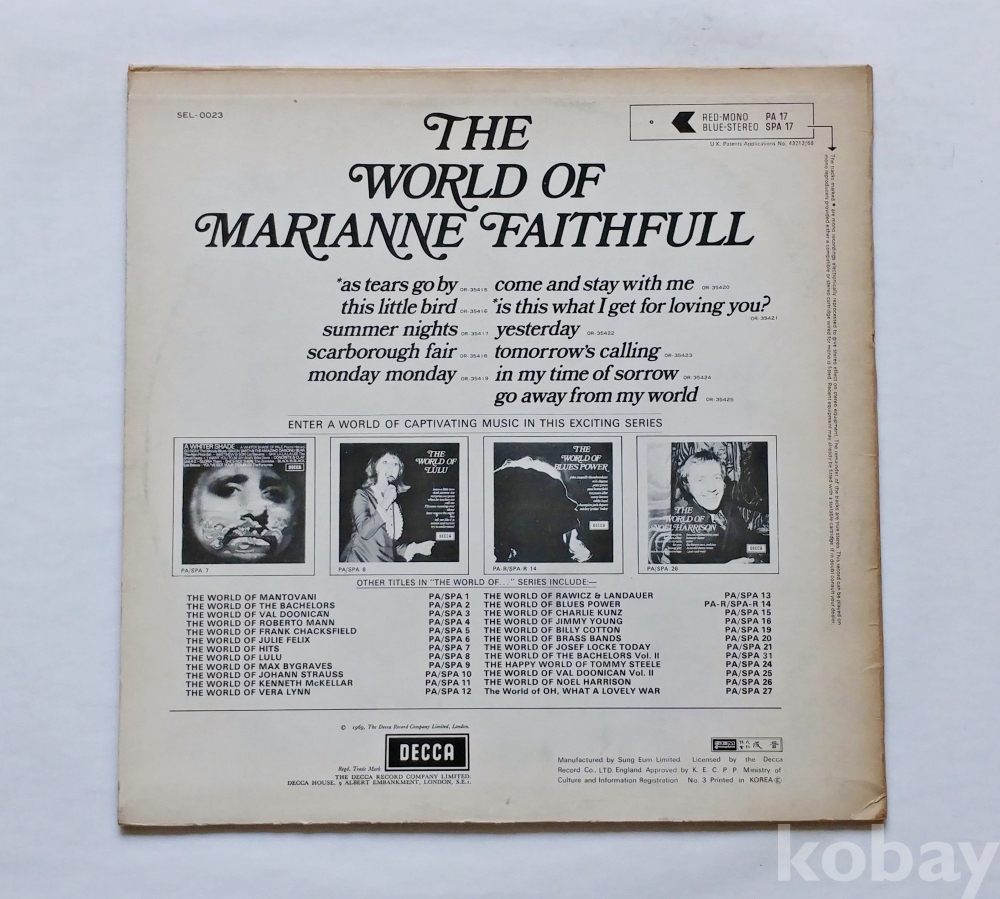 SEL-0023
RED-MONO PA 17
BLUE-STEREO SPA 17
U.K. Patents Applications No. 43212/68
THE
WORLD OF
MARIANNE FAITHFULL
*as tears go by OR-35415
this little bird OR-35416
summer nights OR-35417
scarborough fair OR-35418
monday monday OR-35419
come and stay with me OR-35420
*is this what I get for loving you?
OR-35421
yesterday OR-35422
tomorrow's calling OR-35423
in my time of sorrow OR-35424
go away from my world OR-35425
ENTER A WORLD OF CAPTIVATING MUSIC IN THIS EXCITING SERIES
A WHITER SHADE
DECCA
PA/SPA 7
THE
WORLD OF
LULU
DECCA
PA/SPA 8
THE
WORLD OF
BLUES POWER
DECCA
PA-R/SPA-R 14
THE
WORLD OF
NOEL HARRISON
DECCA
PA/SPA 26
OTHER TITLES IN "THE WORLD OF..." SERIES INCLUDE:—
THE WORLD OF MANTOVANI PA/SPA 1
THE WORLD OF THE BACHELORS PA/SPA 2
THE WORLD OF VAL DOONICAN PA/SPA 3
THE WORLD OF ROBERTO MANN PA/SPA 4
THE WORLD OF FRANK CHACKSFIELD PA/SPA 5
THE WORLD OF JULIE FELIX PA/SPA 6
THE WORLD OF HITS PA/SPA 7
THE WORLD OF LULU PA/SPA 8
THE WORLD OF MAX BYGRAVES PA/SPA 9
THE WORLD OF JOHANN STRAUSS PA/SPA 10
THE WORLD OF KENNETH McKELLAR PA/SPA 11
THE WORLD OF VERA LYNN PA/SPA 12
THE WORLD OF RAWICZ & LANDAUER PA/SPA 13
THE WORLD OF BLUES POWER PA-R/SPA-R 14
THE WORLD OF CHARLIE KUNZ PA/SPA 15
THE WORLD OF JIMMY YOUNG PA/SPA 16
THE WORLD OF BILLY COTTON PA/SPA 19
THE WORLD OF BRASS BANDS PA/SPA 20
THE WORLD OF JOSEF LOCKE TODAY PA/SPA 21
THE WORLD OF THE BACHELORS Vol. II PA/SPA 31
THE HAPPY WORLD OF TOMMY STEELE PA/SPA 24
THE WORLD OF VAL DOONICAN Vol. II PA/SPA 25
THE WORLD OF NOEL HARRISON PA/SPA 26
The World of OH, WHAT A LOVELY WAR PA/SPA 27
© 1969, The Decca Record Company Limited, London.
Regd. Trade Mark DECCA
THE DECCA RECORD COMPANY LIMITED,
DECCA HOUSE, 9 ALBERT EMBANKMENT, LONDON, S.E.1.
Manufactured by Sung Eum Limited. Licensed by the Decca
Record Co., LTD. England Approved by K. E. C. P. P. Ministry of
Culture and Information Registration No. 3 Printed in KOREA Ⓔ
kobay